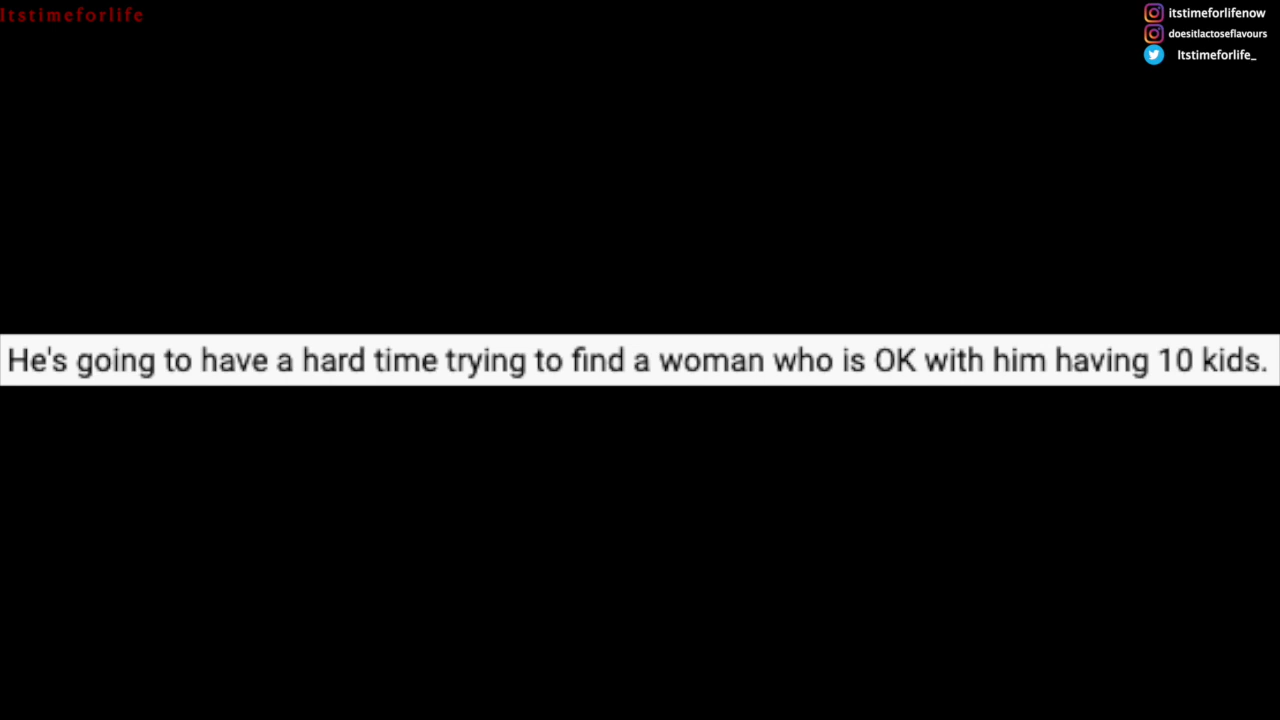 Itstimeforlife
itstimeforlifenow
doesitlactoseflavours
Itstimeforlife_
He's going to have a hard time trying to find a woman who is OK with him having 10 kids.